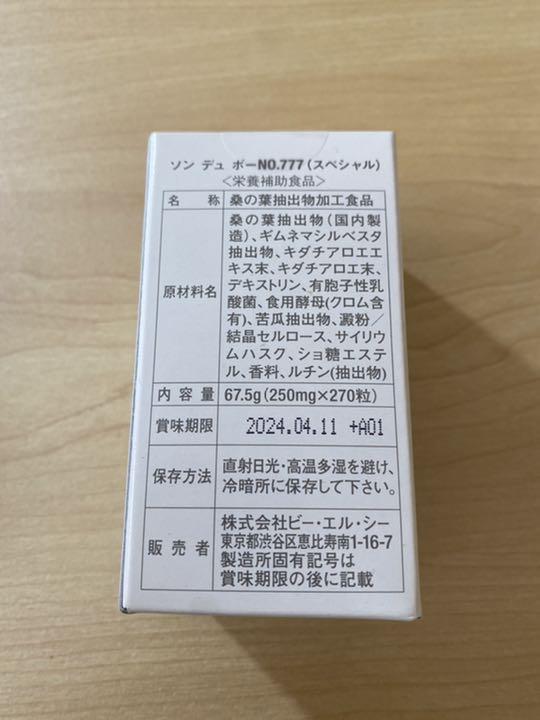 ソン デュ ボーNO.777（スペシャル）
＜栄養補助食品＞
名　称 桑の葉抽出物加工食品
原材料名
桑の葉抽出物（国内製
造）、ギムネマシルベスタ
抽出物、キダチアロエエ
キス末、キダチアロエ末、
デキストリン、有胞子性乳
酸菌、食用酵母（クロム含
有）、苦瓜抽出物、澱粉／
結晶セルロース、サイリウ
ムハスク、ショ糖エステ
ル、香料、ルチン（抽出物）
内容量 67.5g（250mg×270粒）
賞味期限 2024.04.11 +A01
保存方法
直射日光・高温多湿を避け、
冷暗所に保存して下さい。
販売者
株式会社ビー・エル・シー
東京都渋谷区恵比寿南1-16-7
製造所固有記号は
賞味期限の後に記載